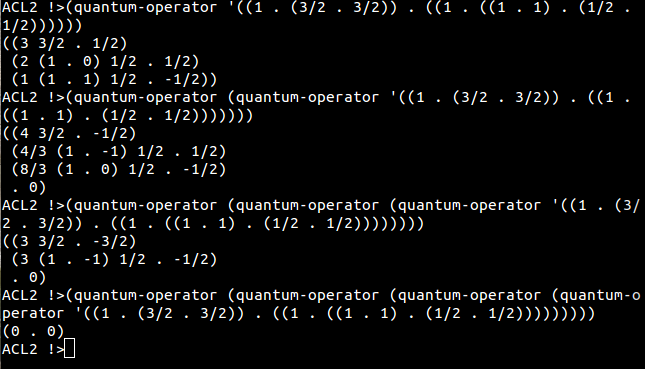 ACL2 !>(quantum-operator '((1 . (3/2 . 3/2)) . ((1 . ((1 . 1) . (1/2 .
1/2))))))
((3 3/2 . 1/2)
 (2 (1 . 0) 1/2 . 1/2)
 (1 (1 . 1) 1/2 . -1/2))
ACL2 !>(quantum-operator (quantum-operator '((1 . (3/2 . 3/2)) . ((1 .
((1 . 1) . (1/2 . 1/2)))))))
((4 3/2 . -1/2)
 (4/3 (1 . -1) 1/2 . 1/2)
 (8/3 (1 . 0) 1/2 . -1/2)
 . 0)
ACL2 !>(quantum-operator (quantum-operator (quantum-operator '((1 . (3/
2 . 3/2)) . ((1 . ((1 . 1) . (1/2 . 1/2))))))))
((3 3/2 . -3/2)
 (3 (1 . -1) 1/2 . -1/2)
 . 0)
ACL2 !>(quantum-operator (quantum-operator (quantum-operator (quantum-o
perator '((1 . (3/2 . 3/2)) . ((1 . ((1 . 1) . (1/2 . 1/2)))))))))
(0 . 0)
ACL2 !>